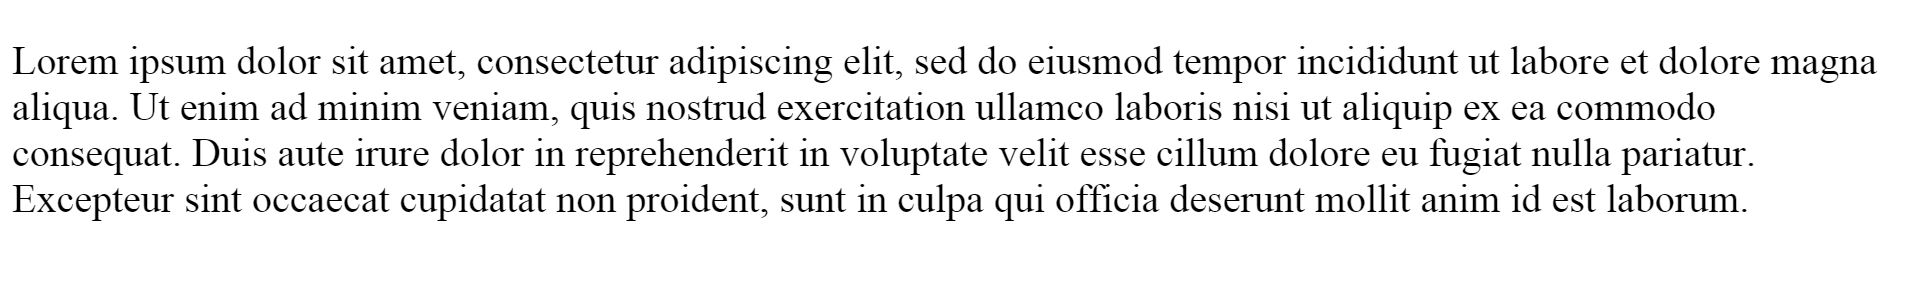 Lorem ipsum dolor sit amet, consectetur adipiscing elit, sed do eiusmod tempor incididunt ut labore et dolore magna
aliqua. Ut enim ad minim veniam, quis nostrud exercitation ullamco laboris nisi ut aliquip ex ea commodo
consequat. Duis aute irure dolor in reprehenderit in voluptate velit esse cillum dolore eu fugiat nulla pariatur.
Excepteur sint occaecat cupidatat non proident, sunt in culpa qui officia deserunt mollit anim id est laborum.